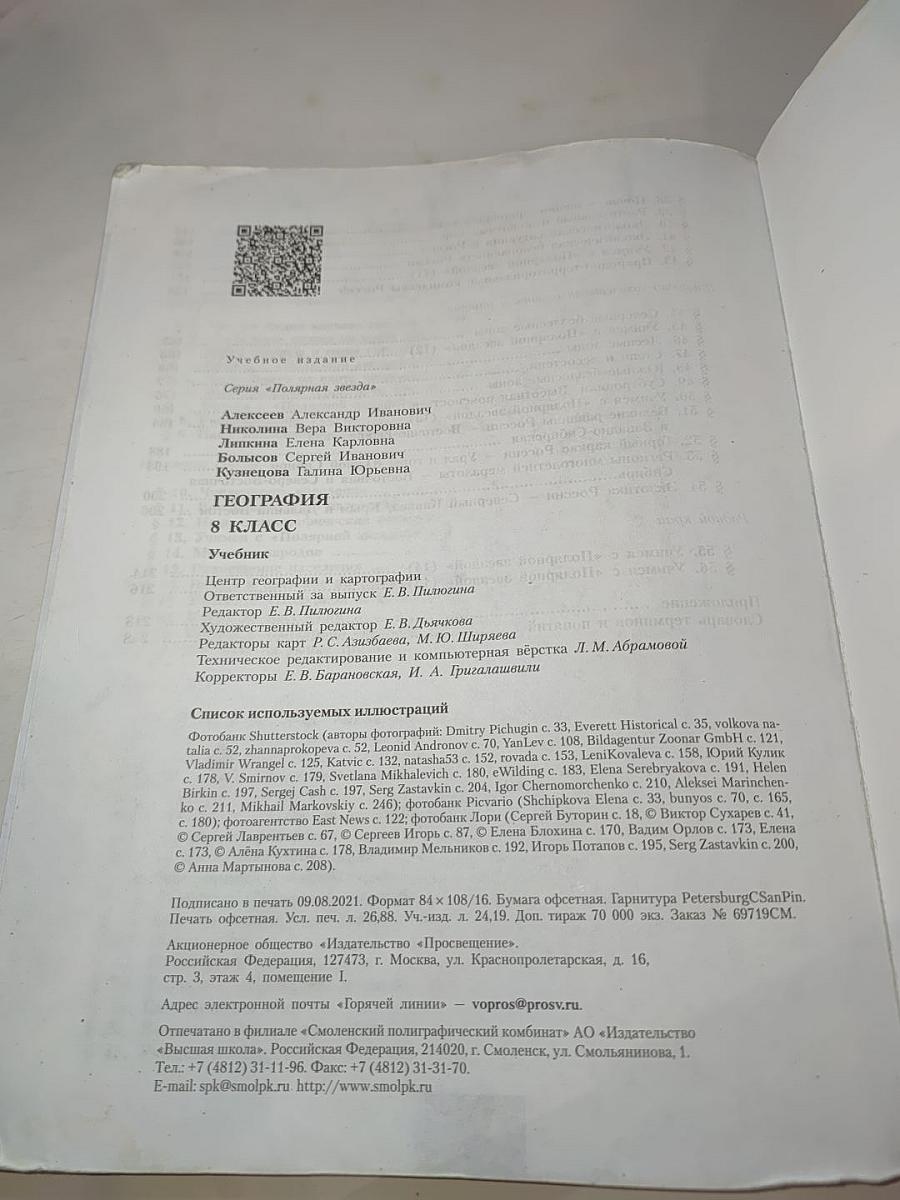 Учебное издание
Серия «Полярная звезда»
Алексеев Александр Иванович
Николина Вера Викторовна
Липкина Елена Карловна
Болысов Сергей Иванович
Кузнецова Галина Юрьевна
ГЕОГРАФИЯ
8 КЛАСС
Учебник
Центр географии и картографии
Ответственный за выпуск Е. В. Пилюгина
Редактор Е. В. Пилюгина
Художественный редактор Е. В. Дьячкова
Редакторы карт Р. С. Азизбаева, М. Ю. Ширяева
Техническое редактирование и компьютерная вёрстка Л. М. Абрамовой
Корректоры Е. В. Барановская, И. А. Григалашвили
Список используемых иллюстраций
Фотобанк Shutterstock (авторы фотографий: Dmitry Pichugin с. 33, Everett Historical с. 35, volkova na-
talia с. 52, zhannaprokopeva с. 52, Leonid Andronov с. 70, YanLev с. 108, Bildagentur Zoonar GmbH с. 121,
Vladimir Wrangel с. 125, Katvic с. 132, natasha53 с. 152, rovada с. 153, LeniKovaleva с. 158, Юрий Кулик
с. 178, V. Smirnov с. 179, Svetlana Mikhalevich с. 180, eWilding с. 183, Elena Serebryakova с. 191, Helen
Birkin с. 197, Sergej Cash с. 197, Serg Zastavkin с. 204, Igor Chernomorchenko с. 210, Aleksei Marinchen-
ko с. 211, Mikhail Markovskiy с. 246); фотобанк Picvario (Shchipkova Elena с. 33, bunyos с. 70, с. 165,
с. 180); фотоагентство East News с. 122; фотобанк Лори (Сергей Буторин с. 18, © Виктор Сухарев с. 41,
© Сергей Лаврентьев с. 67, © Сергеев Игорь с. 87, © Елена Блохина с. 170, Вадим Орлов с. 173, Елена
с. 173, © Алёна Кухтина с. 178, Владимир Мельников с. 192, Игорь Потапов с. 195, Serg Zastavkin с. 200,
© Анна Мартынова с. 208).
Подписано в печать 09.08.2021. Формат 84 × 108/16. Бумага офсетная. Гарнитура PetersburgCSanPin.
Печать офсетная. Усл. печ. л. 26,88. Уч.-изд. л. 24,19. Доп. тираж 70 000 экз. Заказ № 69719СМ.
Акционерное общество «Издательство «Просвещение».
Российская Федерация, 127473, г. Москва, ул. Краснопролетарская, д. 16,
стр. 3, этаж 4, помещение I.
Адрес электронной почты «Горячей линии» — vopros@prosv.ru.
Отпечатано в филиале «Смоленский полиграфический комбинат» АО «Издательство
«Высшая школа». Российская Федерация, 214020, г. Смоленск, ул. Смольянинова, 1.
Тел.: +7 (4812) 31-11-96. Факс: +7 (4812) 31-31-70.
E-mail: spk@smolpk.ru http://www.smolpk.ru